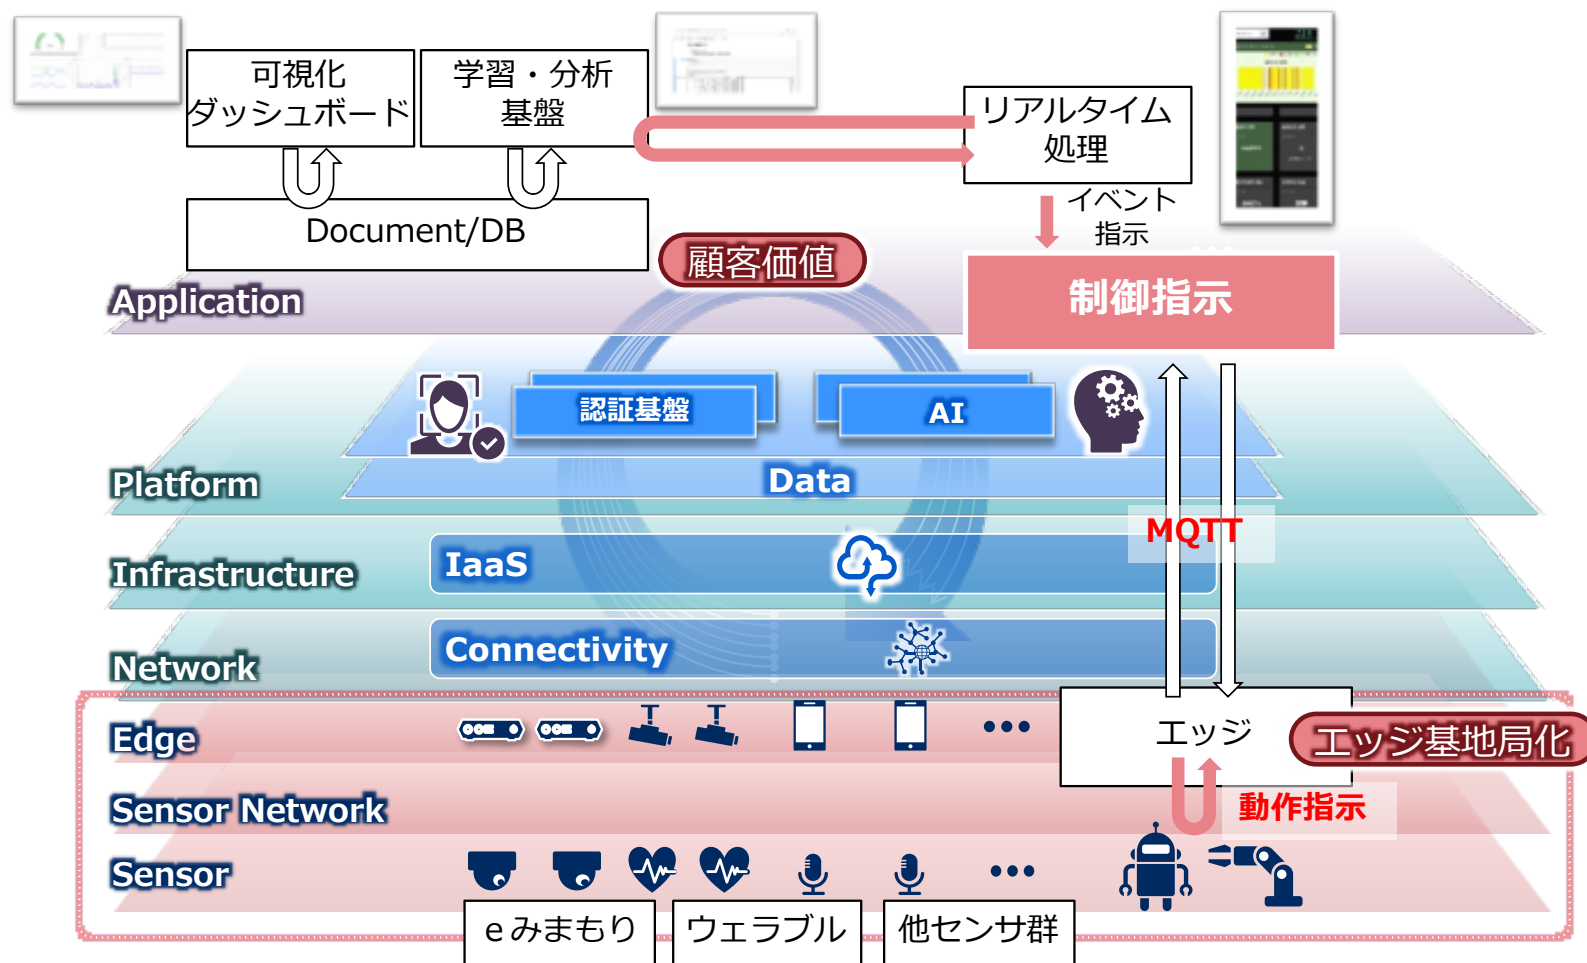 可視化
ダッシュボード
学習・分析
基盤
リアルタイム
処理
イベント
指示
Document/DB
顧客価値
制御指示
Application
認証基盤
AI
Platform
Data
MQTT
Infrastructure
IaaS
Network
Connectivity
Edge
エッジ
エッジ基地局化
Sensor Network
動作指示
Sensor
eみまもり
ウェラブル
他センサ群